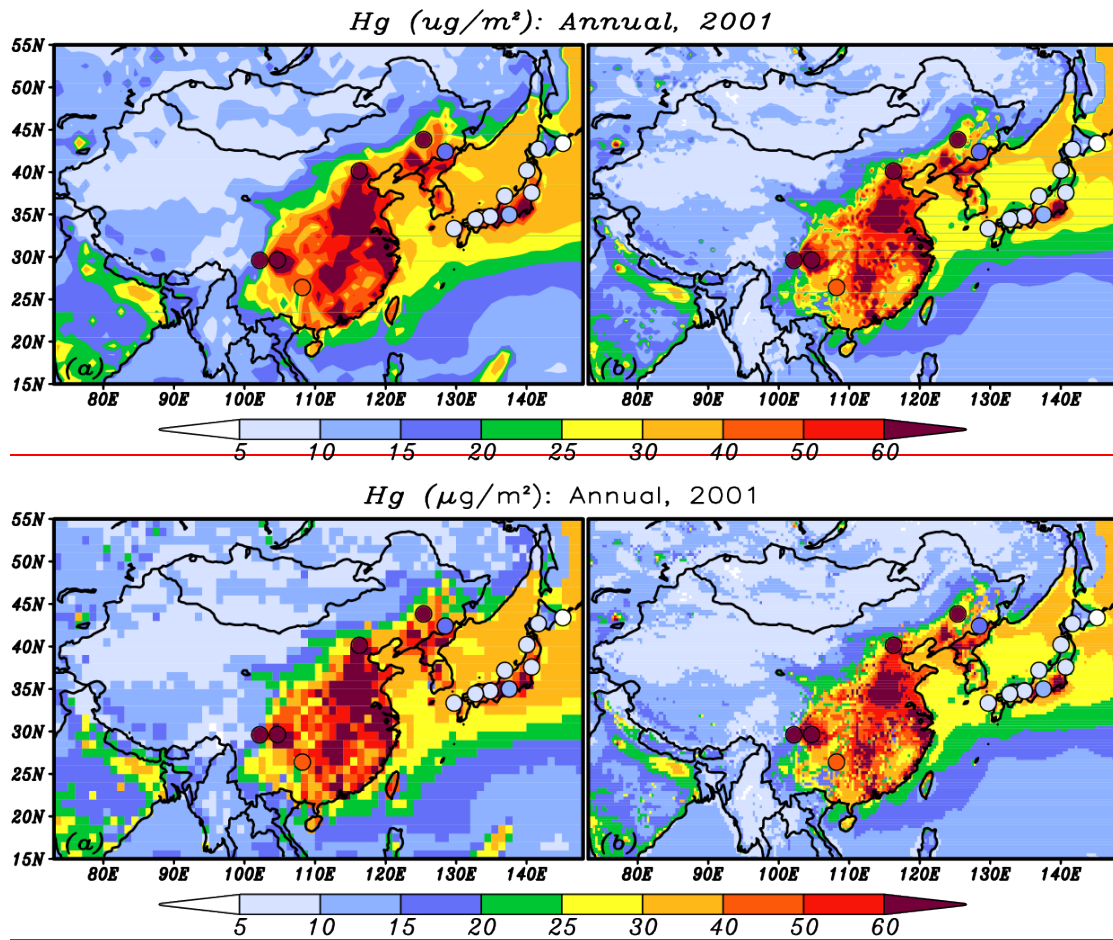 Hg (ug/m²): Annual, 2001
55N
50N
45N
40N
35N
30N
25N
20N
15N
(a) (b)
80E 90E 100E 110E 120E 130E 140E 80E 90E 100E 110E 120E 130E 140E
5 10 15 20 25 30 40 50 60
Hg (μg/m²): Annual, 2001
55N
50N
45N
40N
35N
30N
25N
20N
15N
(a) (b)
80E 90E 100E 110E 120E 130E 140E 80E 90E 100E 110E 120E 130E 140E
5 10 15 20 25 30 40 50 60